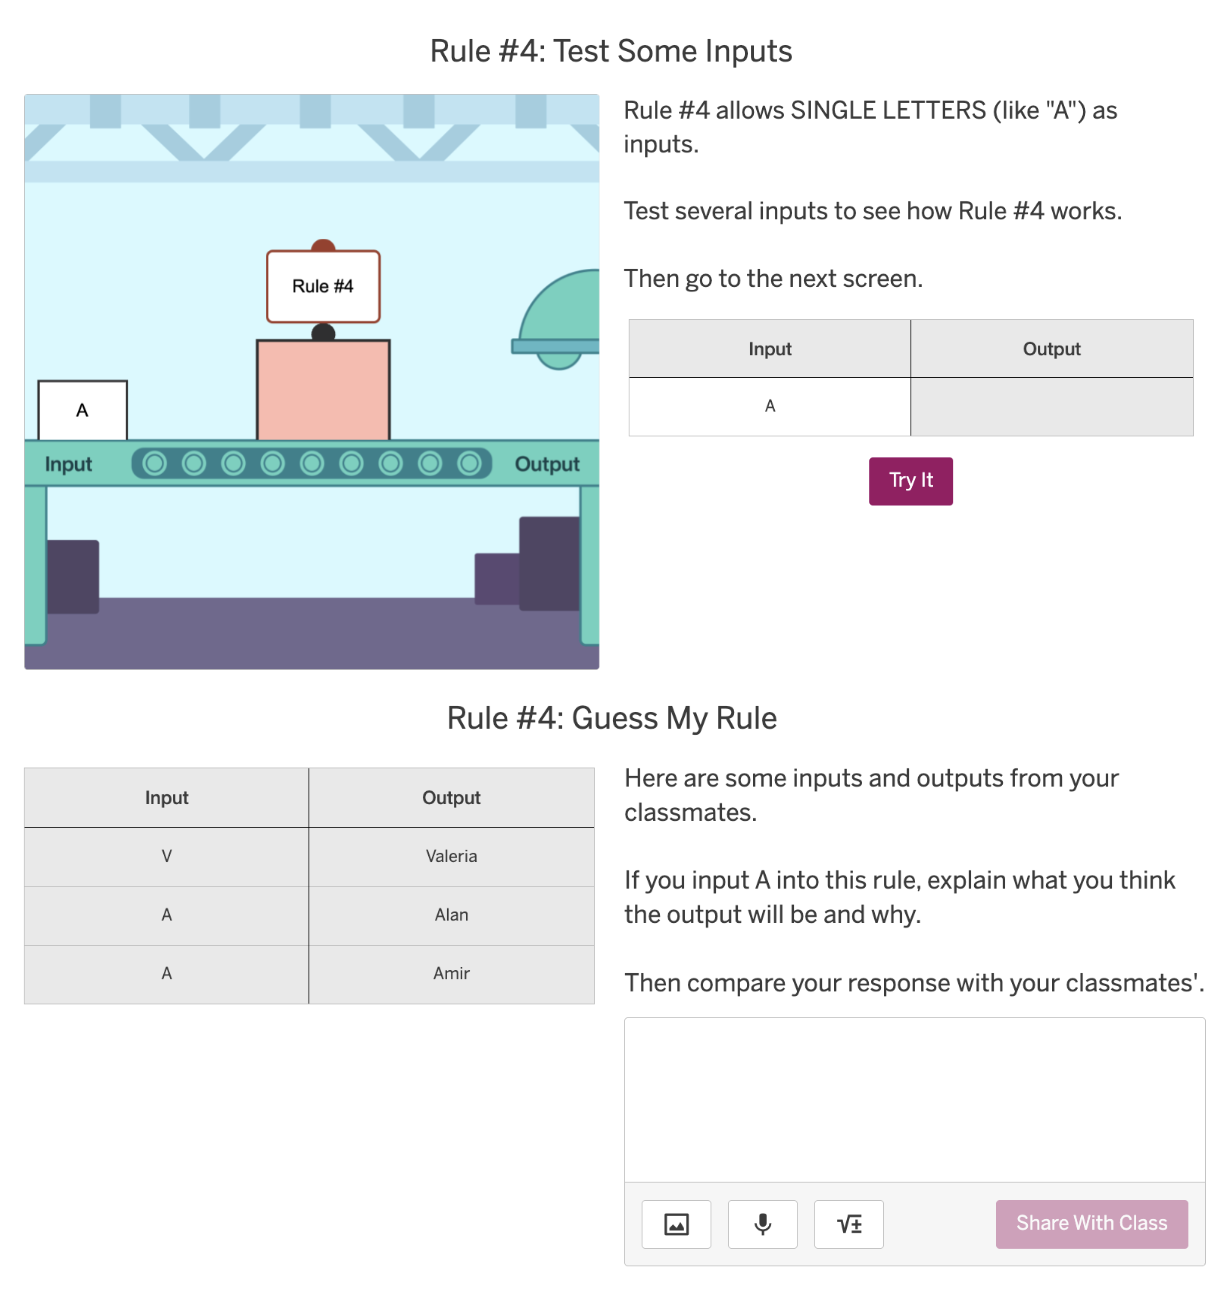 Rule #4: Test Some Inputs
Rule #4
A
Input
Output
Rule #4 allows SINGLE LETTERS (like "A") as
inputs.
Test several inputs to see how Rule #4 works.
Then go to the next screen.
Input Output
A
Try It
Rule #4: Guess My Rule
Input Output
V Valeria
A Alan
A Amir
Here are some inputs and outputs from your
classmates.
If you input A into this rule, explain what you think
the output will be and why.
Then compare your response with your classmates'.
√±
Share With Class